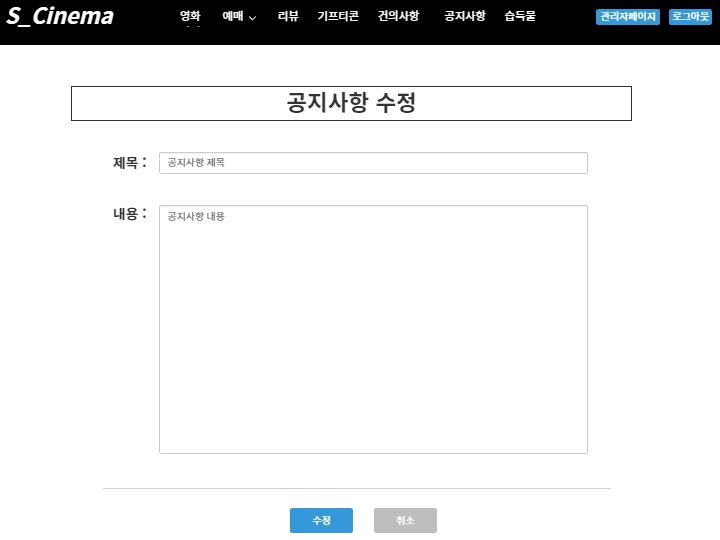 S_Cinema 영화 예매 리뷰 기프티콘 건의사항 공지사항 습득물 관리자페이지 로그아웃
공지사항 수정
제목 : 공지사항 제목
내용 : 공지사항 내용
수정 취소